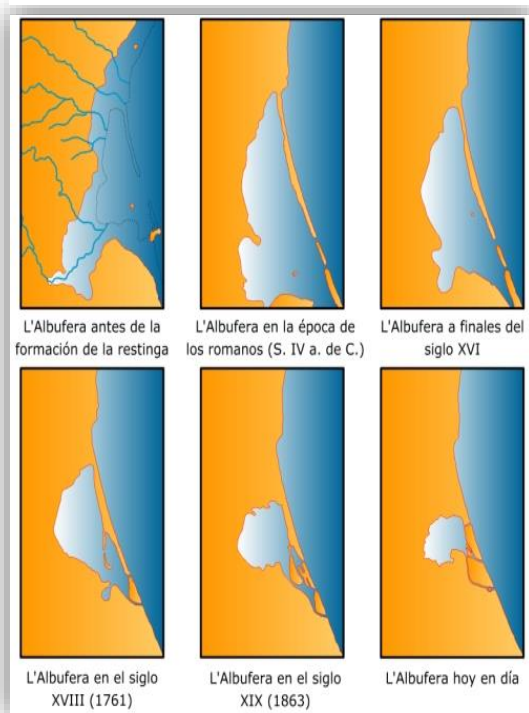 L'Albufera antes de la
formación de la restinga
L'Albufera en la época de
los romanos (S. IV a. de C.)
L'Albufera a finales del
siglo XVI
L'Albufera en el siglo
XVIII (1761)
L'Albufera en el siglo
XIX (1863)
L'Albufera hoy en día